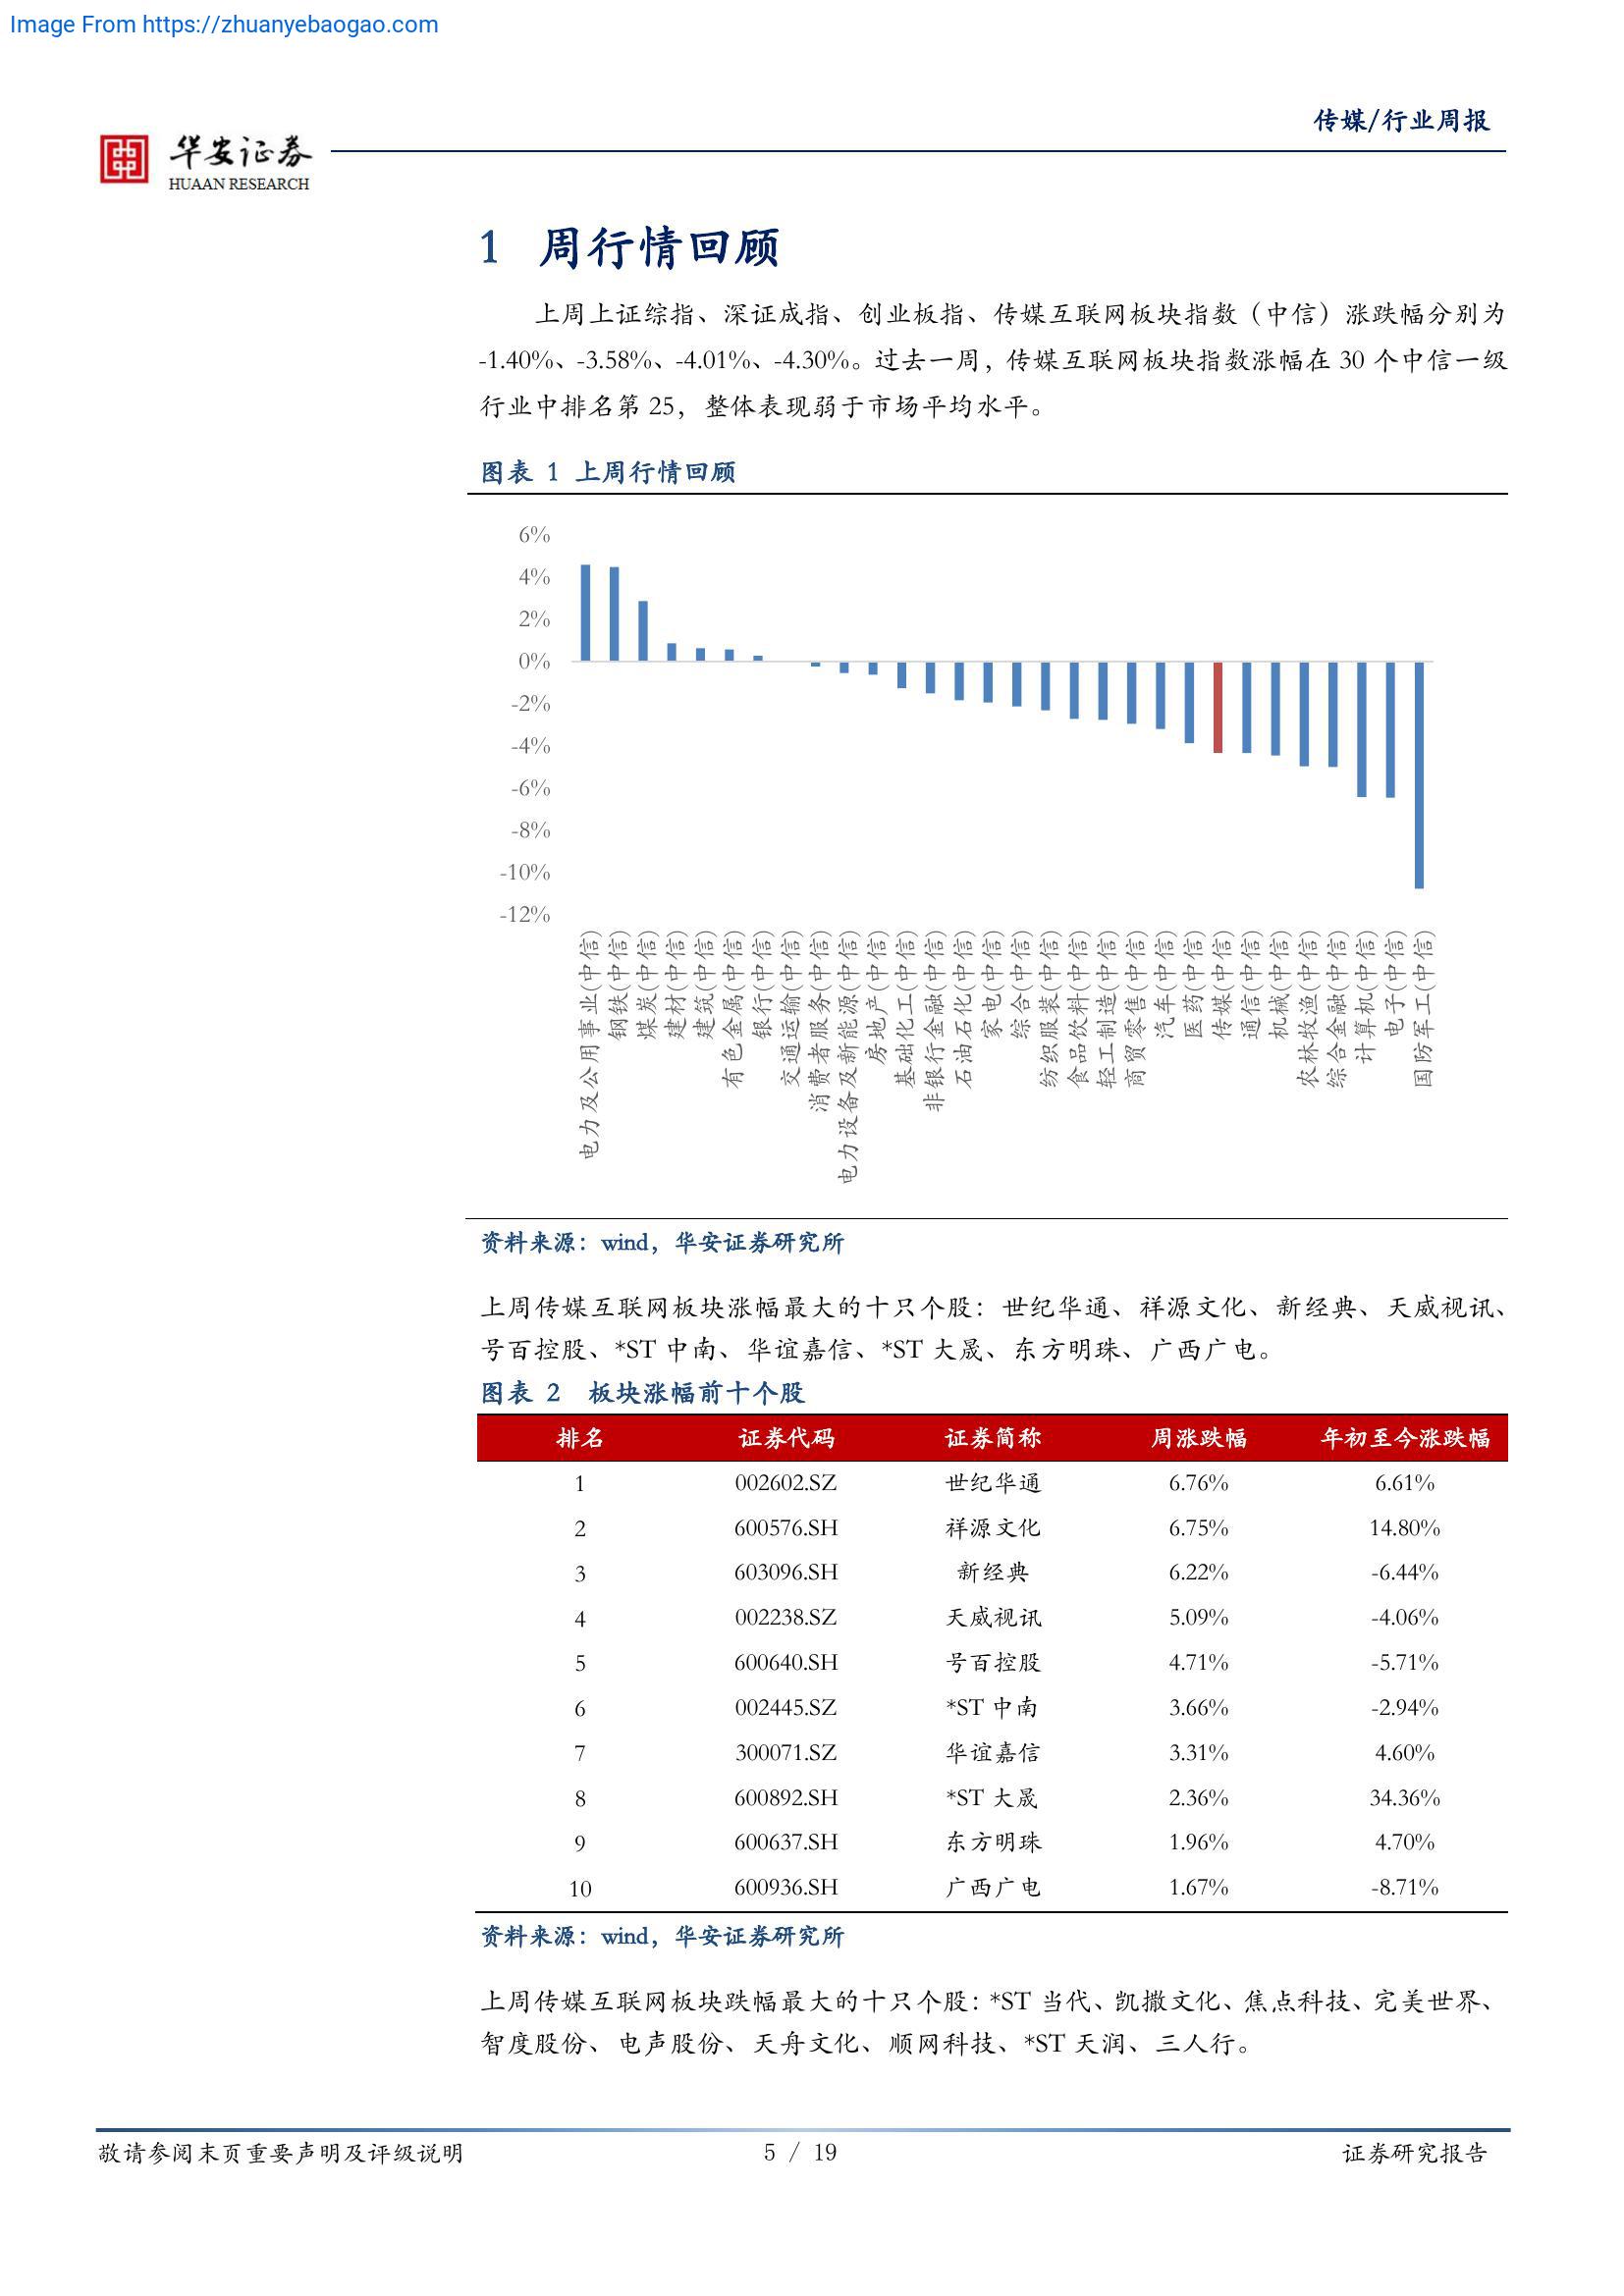 Image From https://zhuanyebaogao.com
传媒/行业周报
华安证券
HUAAN RESEARCH
1 周行情回顾
上周上证综指、深证成指、创业板指、传媒互联网板块指数（中信）涨跌幅分别为
-1.40%、-3.58%、-4.01%、-4.30%。过去一周，传媒互联网板块指数涨幅在 30 个中信一级
行业中排名第 25，整体表现弱于市场平均水平。
图表 1 上周行情回顾
6%
4%
2%
0%
-2%
-4%
-6%
-8%
-10%
-12%
电力及公用事业(中信)
钢铁(中信)
煤炭(中信)
建材(中信)
建筑(中信)
有色金属(中信)
银行(中信)
交通运输(中信)
消费者服务(中信)
电力设备及新能源(中信)
房地产(中信)
基础化工(中信)
非银行金融(中信)
石油石化(中信)
家电(中信)
综合(中信)
纺织服装(中信)
食品饮料(中信)
轻工制造(中信)
商贸零售(中信)
汽车(中信)
医药(中信)
传媒(中信)
通信(中信)
机械(中信)
农林牧渔(中信)
综合金融(中信)
计算机(中信)
电子(中信)
国防军工(中信)
资料来源：wind，华安证券研究所
上周传媒互联网板块涨幅最大的十只个股：世纪华通、祥源文化、新经典、天威视讯、
号百控股、*ST 中南、华谊嘉信、*ST 大晟、东方明珠、广西广电。
图表 2 板块涨幅前十个股
排名 证券代码 证券简称 周涨跌幅 年初至今涨跌幅
1 002602.SZ 世纪华通 6.76% 6.61%
2 600576.SH 祥源文化 6.75% 14.80%
3 603096.SH 新经典 6.22% -6.44%
4 002238.SZ 天威视讯 5.09% -4.06%
5 600640.SH 号百控股 4.71% -5.71%
6 002445.SZ *ST 中南 3.66% -2.94%
7 300071.SZ 华谊嘉信 3.31% 4.60%
8 600892.SH *ST 大晟 2.36% 34.36%
9 600637.SH 东方明珠 1.96% 4.70%
10 600936.SH 广西广电 1.67% -8.71%
资料来源：wind，华安证券研究所
上周传媒互联网板块跌幅最大的十只个股：*ST 当代、凯撒文化、焦点科技、完美世界、
智度股份、电声股份、天舟文化、顺网科技、*ST 天润、三人行。
敬请参阅末页重要声明及评级说明 5 / 19 证券研究报告